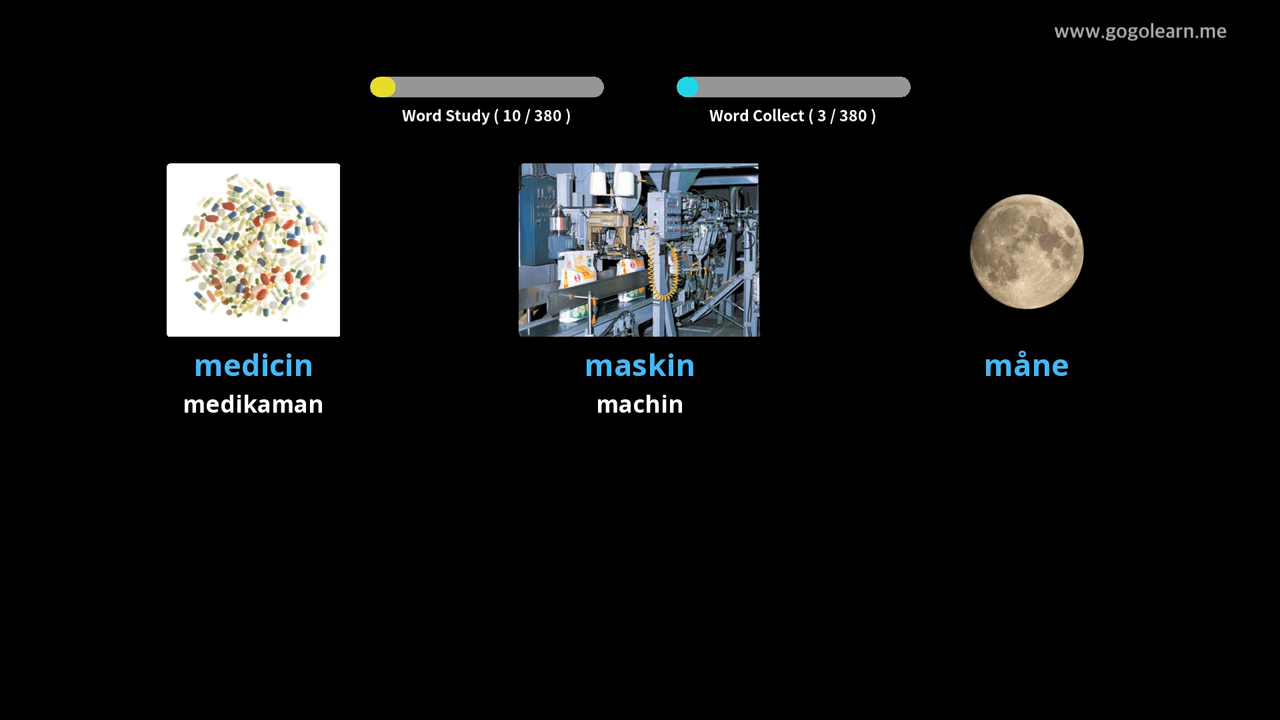 www.gogolearn.me
Word Study ( 10 / 380 )
Word Collect ( 3 / 380 )
medicin
medikaman
maskin
machin
måne